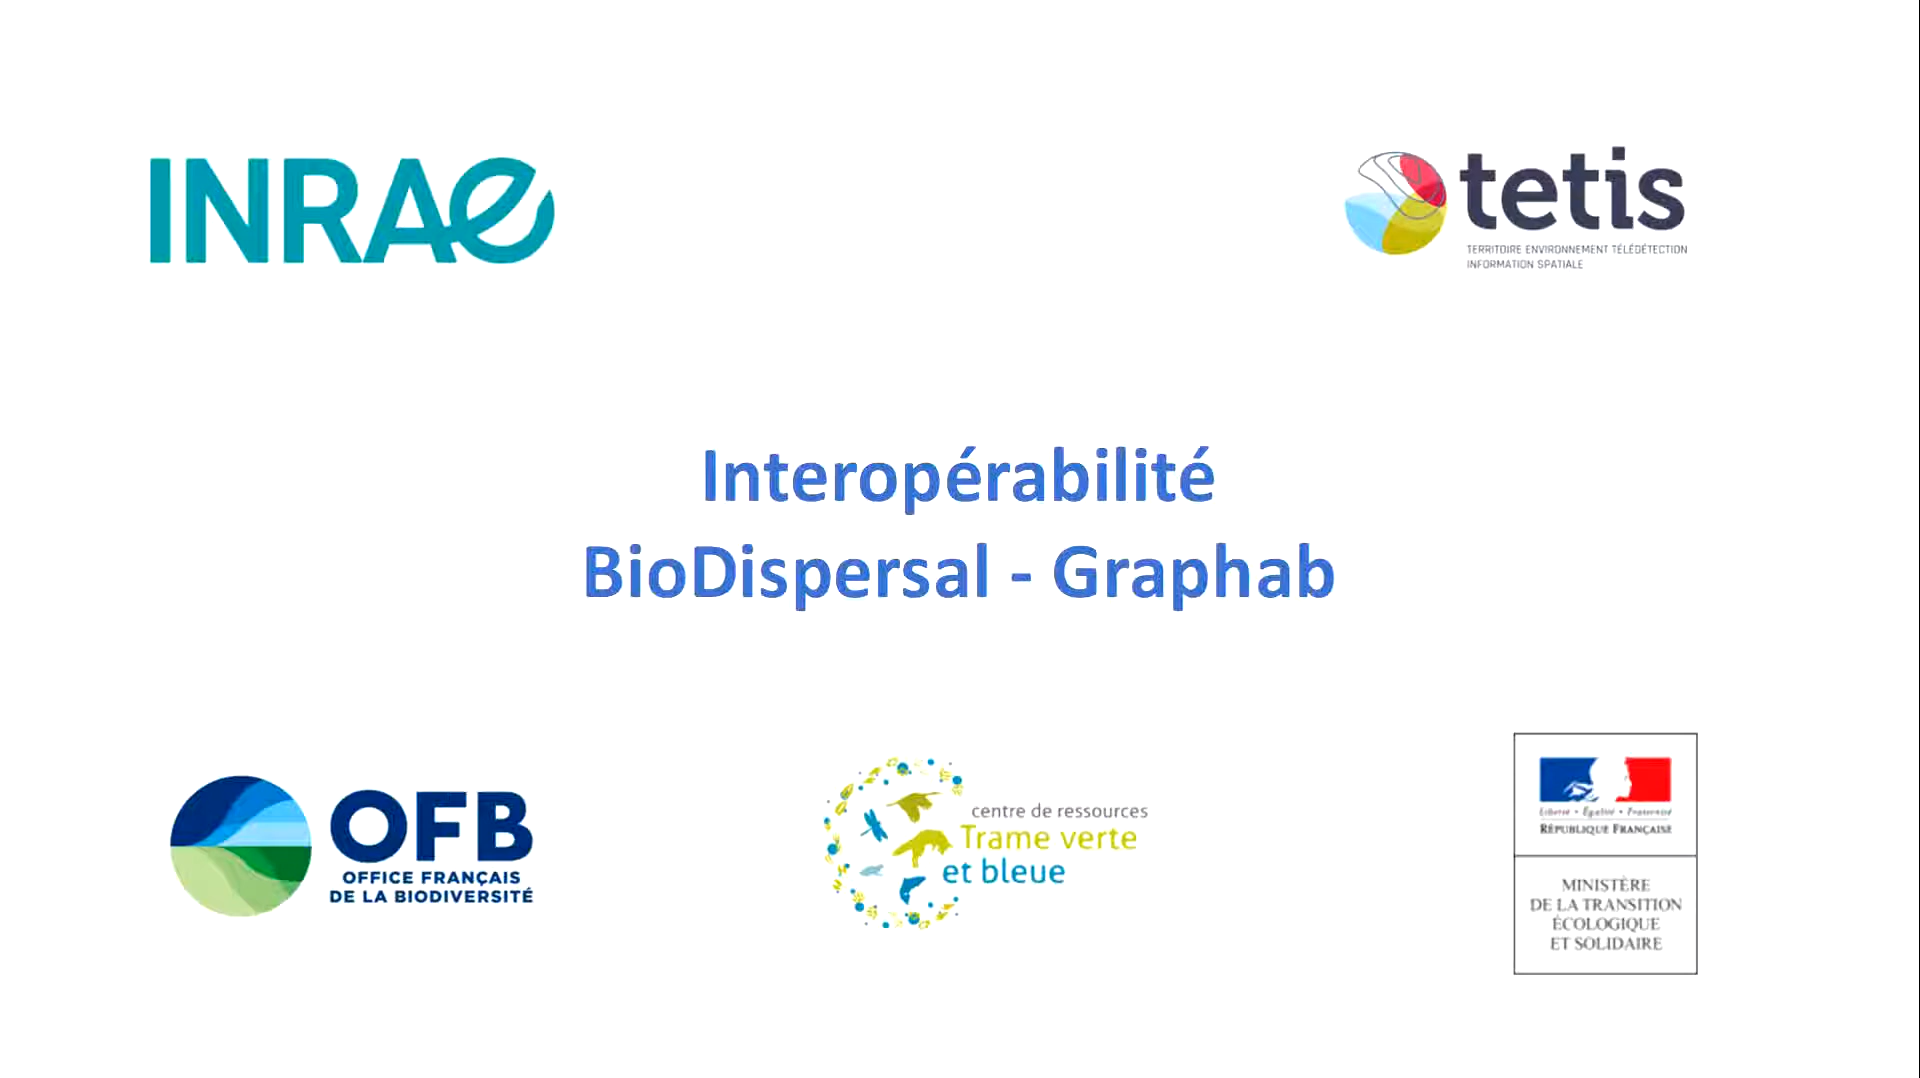 INRAE
tetis
TERRITOIRE ENVIRONNEMENT TÉLÉDÉTECTION
INFORMATION SPATIALE
Interopérabilité
BioDispersal - Graphab
OFB
OFFICE FRANÇAIS
DE LA BIODIVERSITÉ
centre de ressources
Trame verte
et bleue
Liberté • Égalité • Fraternité
RÉPUBLIQUE FRANÇAISE
MINISTÈRE
DE LA TRANSITION
ÉCOLOGIQUE
ET SOLIDAIRE